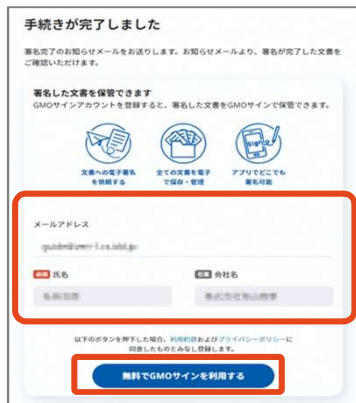 手続きが完了しました
署名完了のお知らせメールをお送りします。お知らせメールより、署名が完了した文書を
ご確認いただけます。
署名した文書を保管できます
GMOサインアカウントを登録すると、署名した文書をGMOサインで保管できます。
Sign
文書への電子署名
を依頼する
全ての文書を電子
で保存・管理
アプリでどこでも
署名可能
メールアドレス
必須 氏名
任意 会社名
以下のボタンを押下した場合、利用約款およびプライバシーポリシーに
同意したものとみなし登録します。
無料でGMOサインを利用する